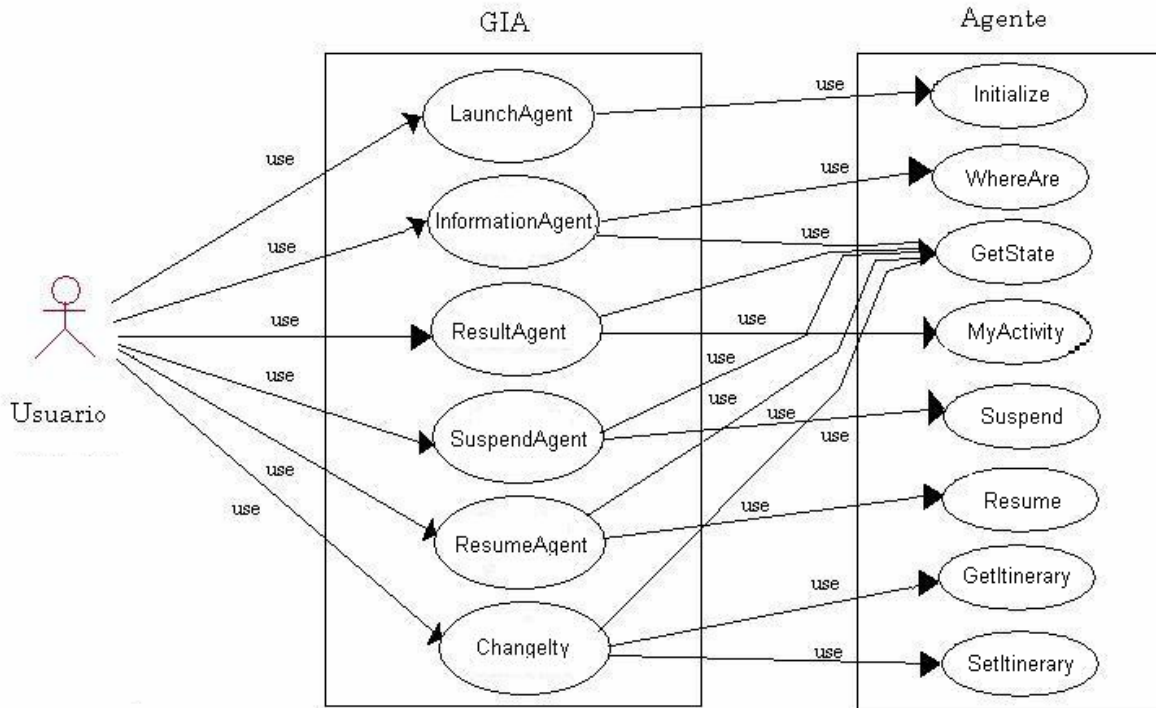 GIA
Agente
LaunchAgent
use
Initialize
use
InformationAgent
use
WhereAre
use
use
GetState
use
ResultAgent
use
MyActivity
Usuario
use
use
SuspendAgent
use
use
use
Suspend
use
ResumeAgent
use
Resume
use
ChangeIty
use
GetItinerary
use
SetItinerary